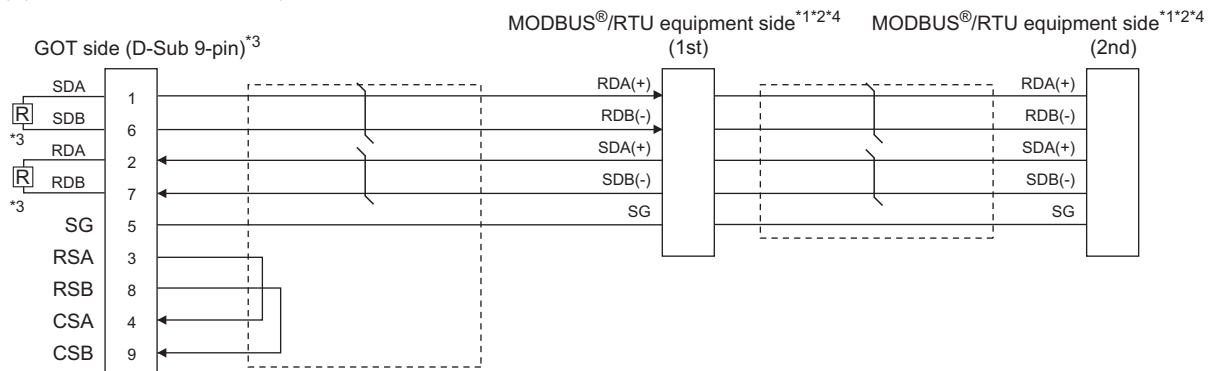 MODBUS®/RTU equipment side*1*2*4
(1st)
MODBUS®/RTU equipment side*1*2*4
(2nd)
GOT side (D-Sub 9-pin)*3
SDA 1 RDA(+) RDA(+)
R SDB 6 RDB(-) RDB(-)
*3
RDA 2 SDA(+) SDA(+)
R RDB 7 SDB(-) SDB(-)
*3
SG 5 SG SG
RSA 3
RSB 8
CSA 4
CSB 9